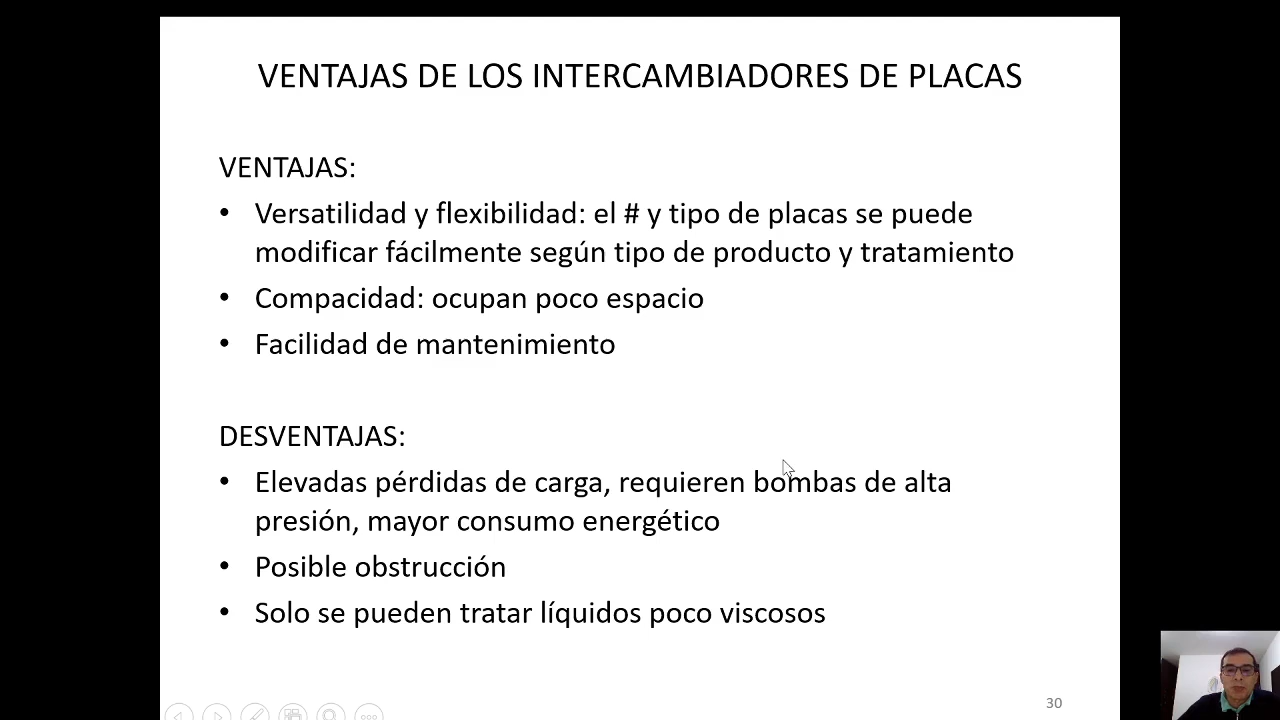 VENTAJAS DE LOS INTERCAMBIADORES DE PLACAS
VENTAJAS:
• Versatilidad y flexibilidad: el # y tipo de placas se puede
modificar fácilmente según tipo de producto y tratamiento
• Compacidad: ocupan poco espacio
• Facilidad de mantenimiento
DESVENTAJAS:
• Elevadas pérdidas de carga, requieren bombas de alta
presión, mayor consumo energético
• Posible obstrucción
• Solo se pueden tratar líquidos poco viscosos
30